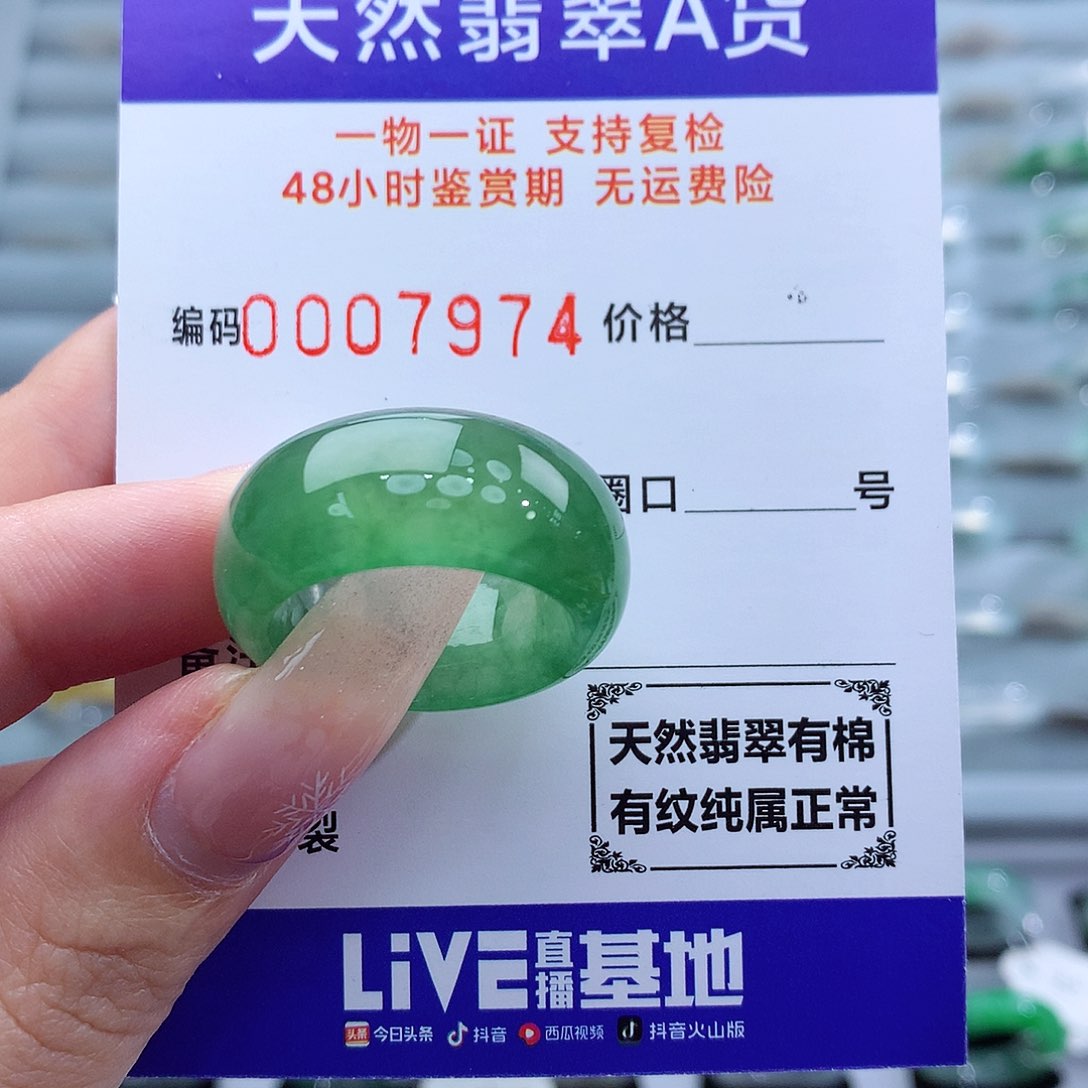 天然翡翠A货
一物一证 支持复检
48小时鉴赏期 无运费险
编码0007974 价格
圈口 号
天然翡翠有棉
有纹纯属正常
裂
LiVE直播基地
头条 今日头条 抖音 西瓜视频 抖音火山版